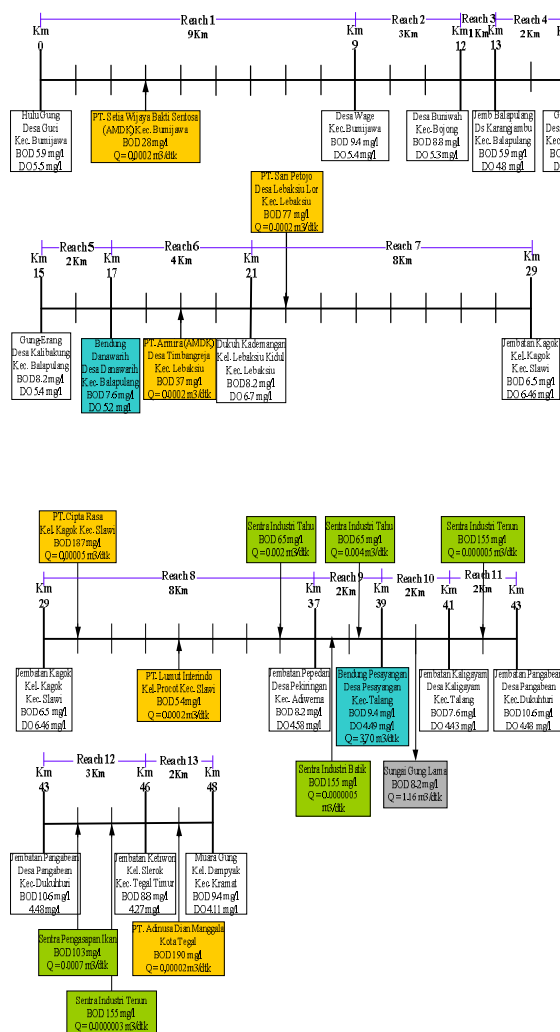 Km
0
Reach 1
9Km
Km
9
Reach 2
3Km
Km
12
Reach 3
1Km
Km
13
Reach 4
2Km
Hulu Gung
Desa Guci
Kec. Bumijawa
BOD 5.9 mg/l
DO 5.5 mg/l
PT. Setia Wijaya Bakti Sentosa
(AMDK) Kec. Bumijawa
BOD 28 mg/l
Q = 0.0002 m3/dtk
Desa Wage
Kec. Bumijawa
BOD 9.4 mg/l
DO 5.4 mg/l
Desa Buniwah
Kec. Bojong
BOD 8.8 mg/l
DO 5.3 mg/l
Jemb Balapulang
Ds Karangjambu
Kec. Balapulang
BOD 5.9 mg/l
DO 4.8 mg/l
PT. San Petojo
Desa Lebaksiu Lor
Kec. Lebaksiu
BOD 77 mg/l
Q = 0.0002 m3/dtk
Km
15
Reach 5
2Km
Km
17
Reach 6
4Km
Km
21
Reach 7
8Km
Km
29
Gung-Erang
Desa Kalibakung
Kec. Balapulang
BOD 8.2 mg/l
DO 5.4 mg/l
Bendung
Danawarih
Desa Danawarih
Kec. Balapulang
BOD 7.6 mg/l
DO 5.2 mg/l
PT. Armira (AMDK)
Desa Timbangreja
Kec. Lebaksiu
BOD 37 mg/l
Q = 0.0002 m3/dtk
Dukuh Kademangan
Kel. Lebaksiu Kidul
Kec. Lebaksiu
BOD 8.2 mg/l
DO 6.7 mg/l
Jembatan Kagok
Kel. Kagok
Kec. Slawi
BOD 6.5 mg/l
DO 6.46 mg/l
PT. Cipta Rasa
Kel. Kagok Kec. Slawi
BOD 187 mg/l
Q = 0,00005 m3/dtk
Sentra Industri Tahu
BOD 65 mg/l
Q = 0.002 m3/dtk
Sentra Industri Tahu
BOD 65 mg/l
Q = 0.004 m3/dtk
Sentra Industri Tenun
BOD 155 mg/l
Q = 0.000005 m3/dtk
Km
29
Reach 8
8Km
Km
37
Reach 9
2Km
Km
39
Reach 10
2Km
Km
41
Reach 11
2Km
Km
43
Jembatan Kagok
Kel. Kagok
Kec. Slawi
BOD 6.5 mg/l
DO 6.46 mg/l
PT. Lumut Interindo
Kel. Procot Kec. Slawi
BOD 54 mg/l
Q = 0.0002 m3/dtk
Jembatan Pepedan
Desa Pekiringan
Kec. Adiwerna
BOD 8.2 mg/l
DO 4.58 mg/l
Bendung Pesayangan
Desa Pesayangan
Kec. Talang
BOD 9.4 mg/l
DO 4.49 mg/l
Q = 3,70 m3/dtk
Jembatan Kaligayam
Desa Kaligayam
Kec. Talang
BOD 7.6 mg/l
DO 4.43 mg/l
Jembatan Pangabean
Desa Pangabean
Kec. Dukuhturi
BOD 10.6 mg/l
DO 4.48 mg/l
Sentra Industri Batik
BOD 155 mg/l
Q = 0.0000005
m3/dtk
Sungai Gung Lama
BOD 8.2 mg/l
Q = 1.16 m3/dtk
Km
43
Reach 12
3Km
Km
46
Reach 13
2Km
Km
48
Jembatan Pangabean
Desa Pangabean
Kec. Dukuhturi
BOD 10.6 mg/l
4.48 mg/l
Jembatan Ketiwon
Kel. Slerok
Kec. Tegal Timur
BOD 8.8 mg/l
4.27 mg/l
Muara Gung
Kel. Dampyak
Kec. Kramat
BOD 9.4 mg/l
DO 4.11 mg/l
Sentra Pengasapan Ikan
BOD 103 mg/l
Q = 0.0007 m3/dtk
PT. Adinusa Dian Manggala
Kota Tegal
BOD 190 mg/l
Q = 0,00002 m3/dtk
Sentra Industri Tenun
BOD 155 mg/l
Q = 0.0000003 m3/dtk